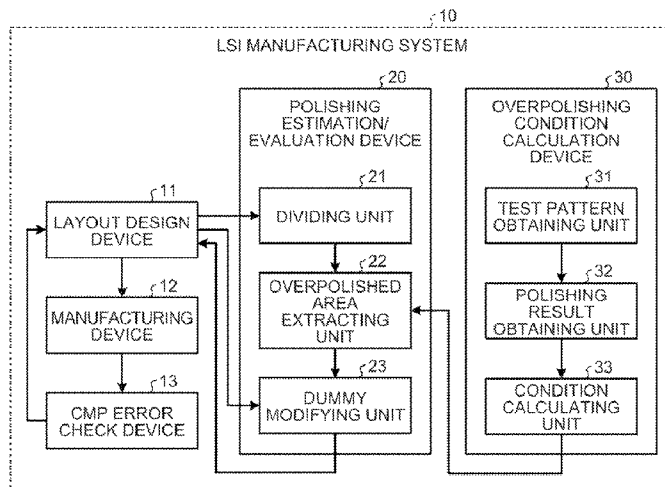 10
LSI MANUFACTURING SYSTEM
20
POLISHING
ESTIMATION/
EVALUATION DEVICE
30
OVERPOLISHING
CONDITION
CALCULATION
DEVICE
11
LAYOUT DESIGN
DEVICE
12
MANUFACTURING
DEVICE
13
CMP ERROR
CHECK DEVICE
21
DIVIDING UNIT
22
OVERPOLISHED
AREA
EXTRACTING
UNIT
23
DUMMY
MODIFYING UNIT
31
TEST PATTERN
OBTAINING UNIT
32
POLISHING
RESULT
OBTAINING UNIT
33
CONDITION
CALCULATING
UNIT